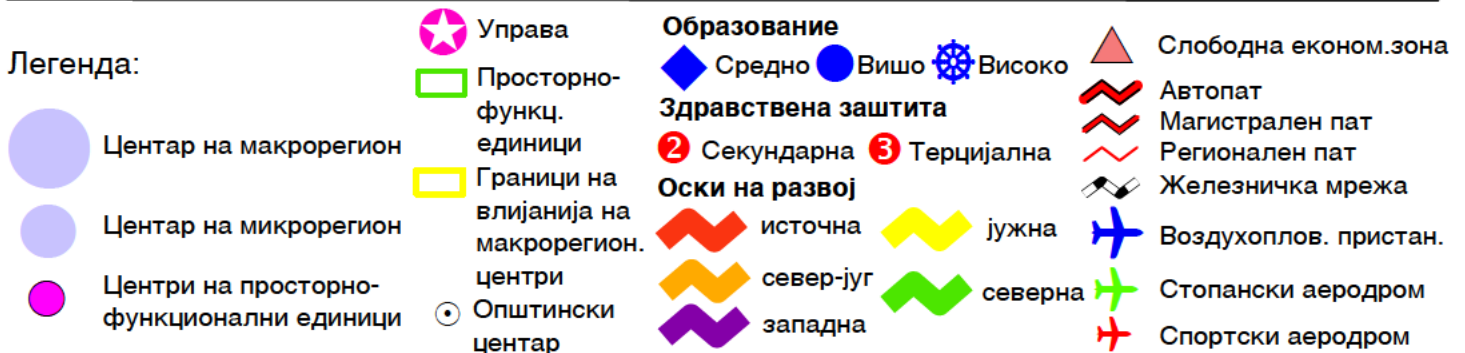 Легенда:
Центар на макрорегион
Центар на микрорегион
Центри на просторно-
функционални единици
Управа
Просторно-
функц.
единици
Граници на
влијанија на
макрорегион.
центри
Општински
центар
Образование
Средно Вишо Високо
Здравствена заштита
2 Секундарна 3 Терцијална
Оски на развој
источна јужна
север-југ северна
западна
Слободна економ.зона
Автопат
Магистрален пат
Регионален пат
Железничка мрежа
Воздухоплов. пристан.
Стопански аеродром
Спортски аеродром